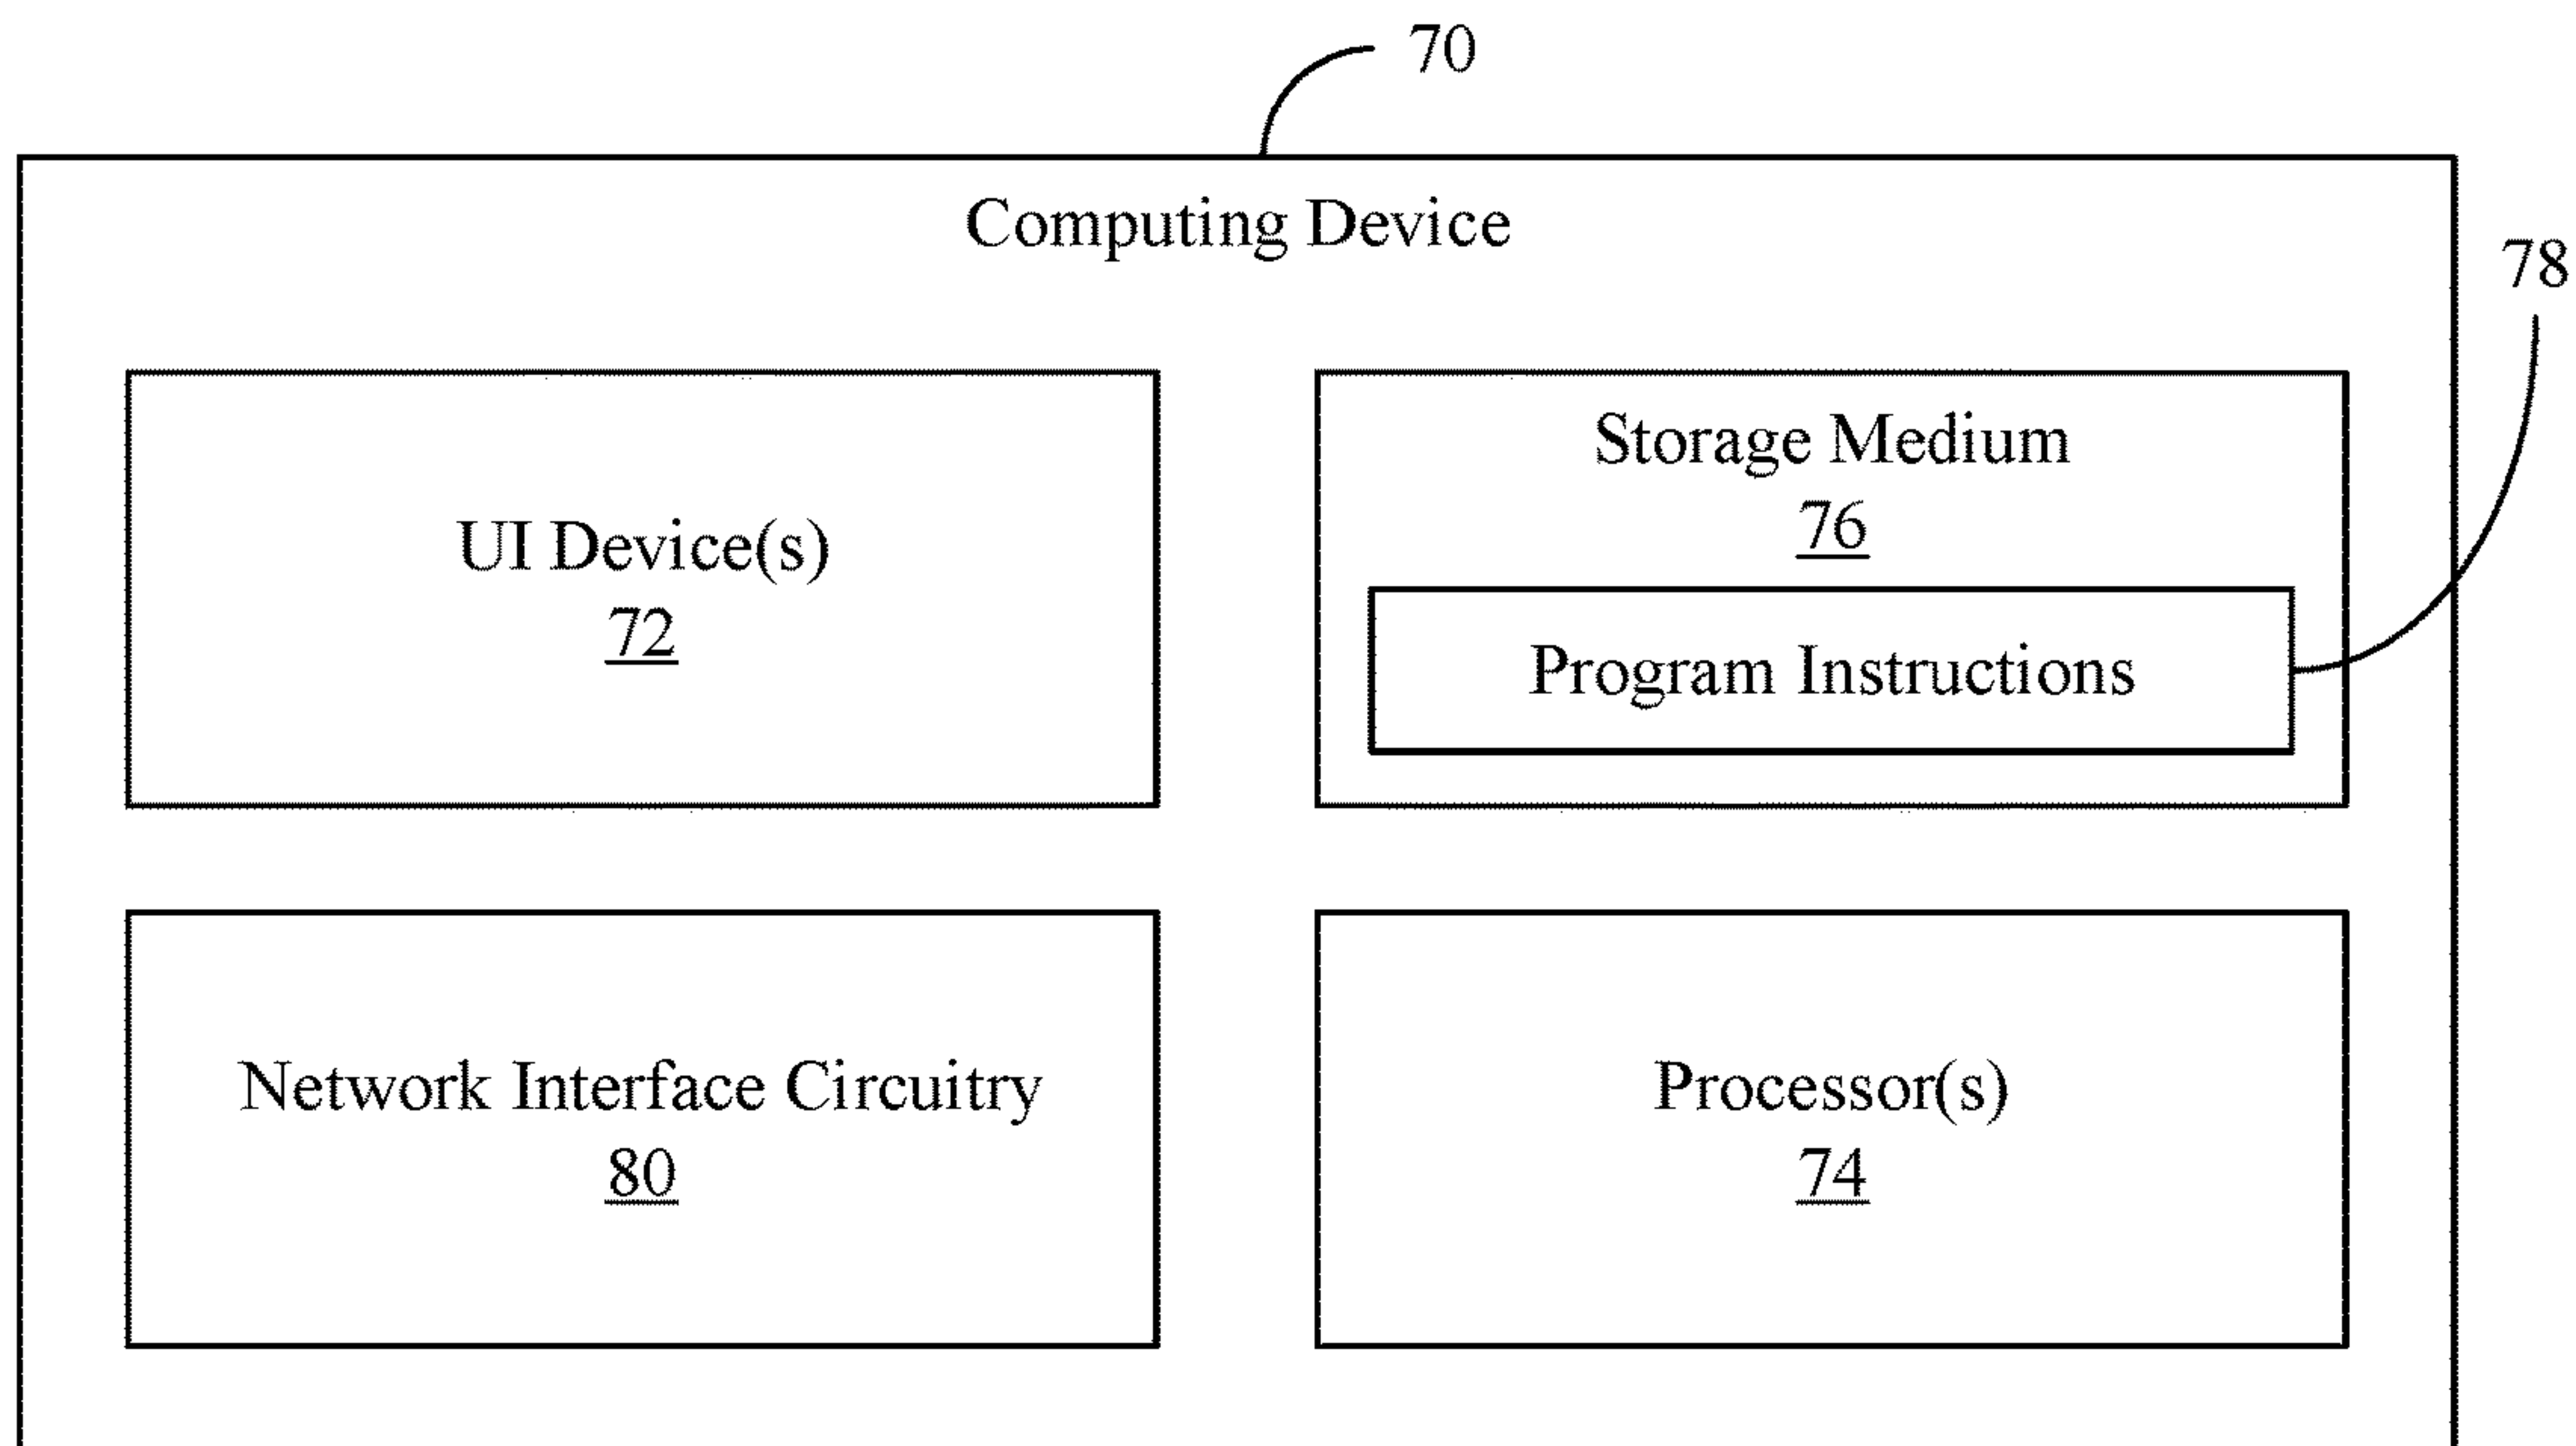 70
Computing Device
78
UI Device(s)
72
Storage Medium
76
Program Instructions
Network Interface Circuitry
80
Processor(s)
74